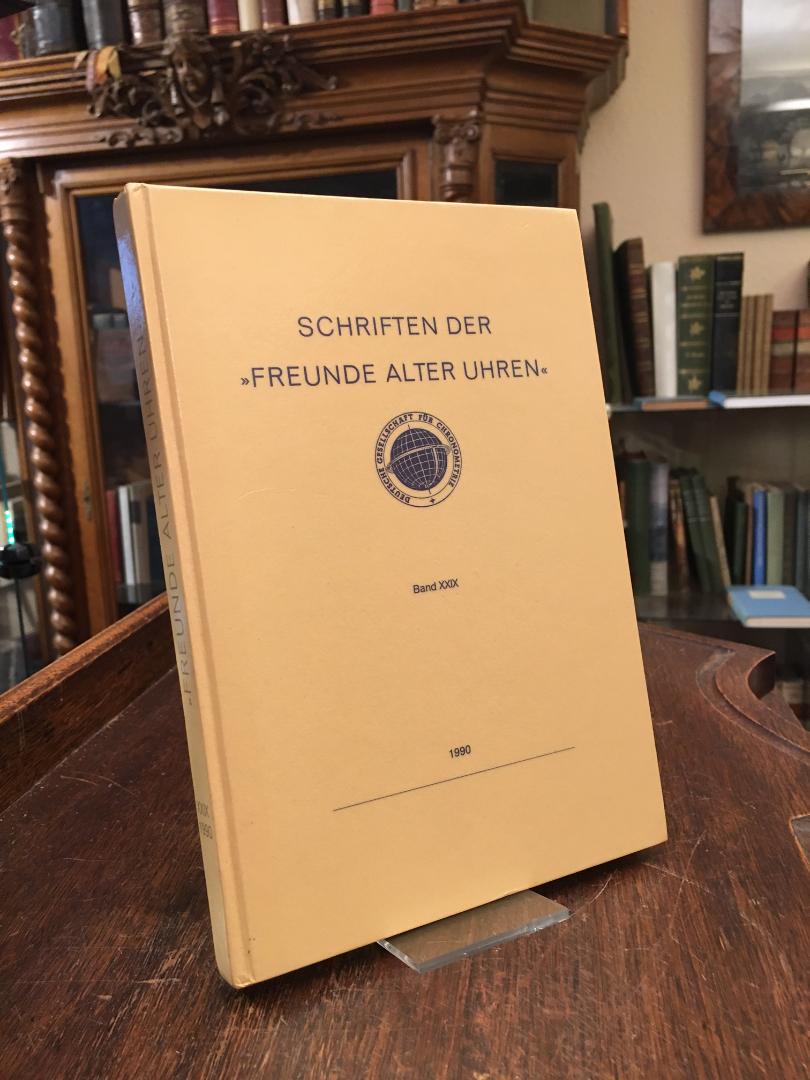 SCHRIFTEN DER
»FREUNDE ALTER UHREN«
DEUTSCHE GESELLSCHAFT FÜR CHRONOMETRIE +
Band XXIX
1990
»FREUNDE ALTER UHREN«
XXIX
1990